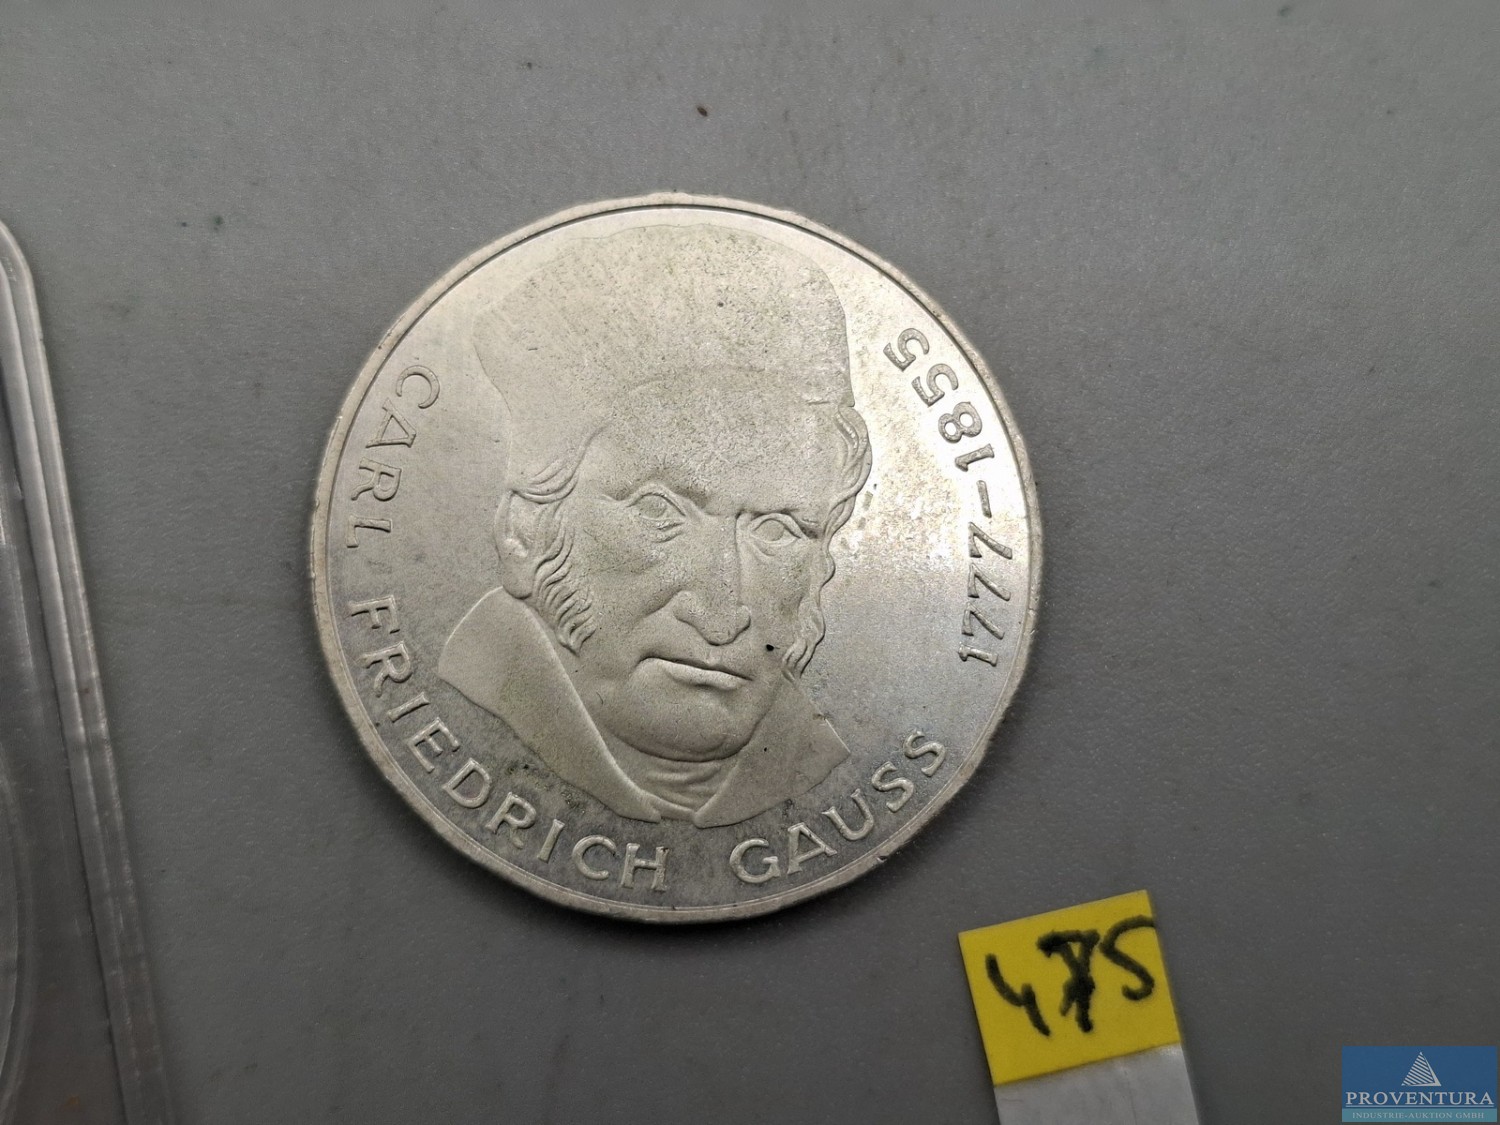 CARL FRIEDRICH GAUSS
1777-1855
475
PROVENTURA
INDUSTRIE-AUKTION GMBH